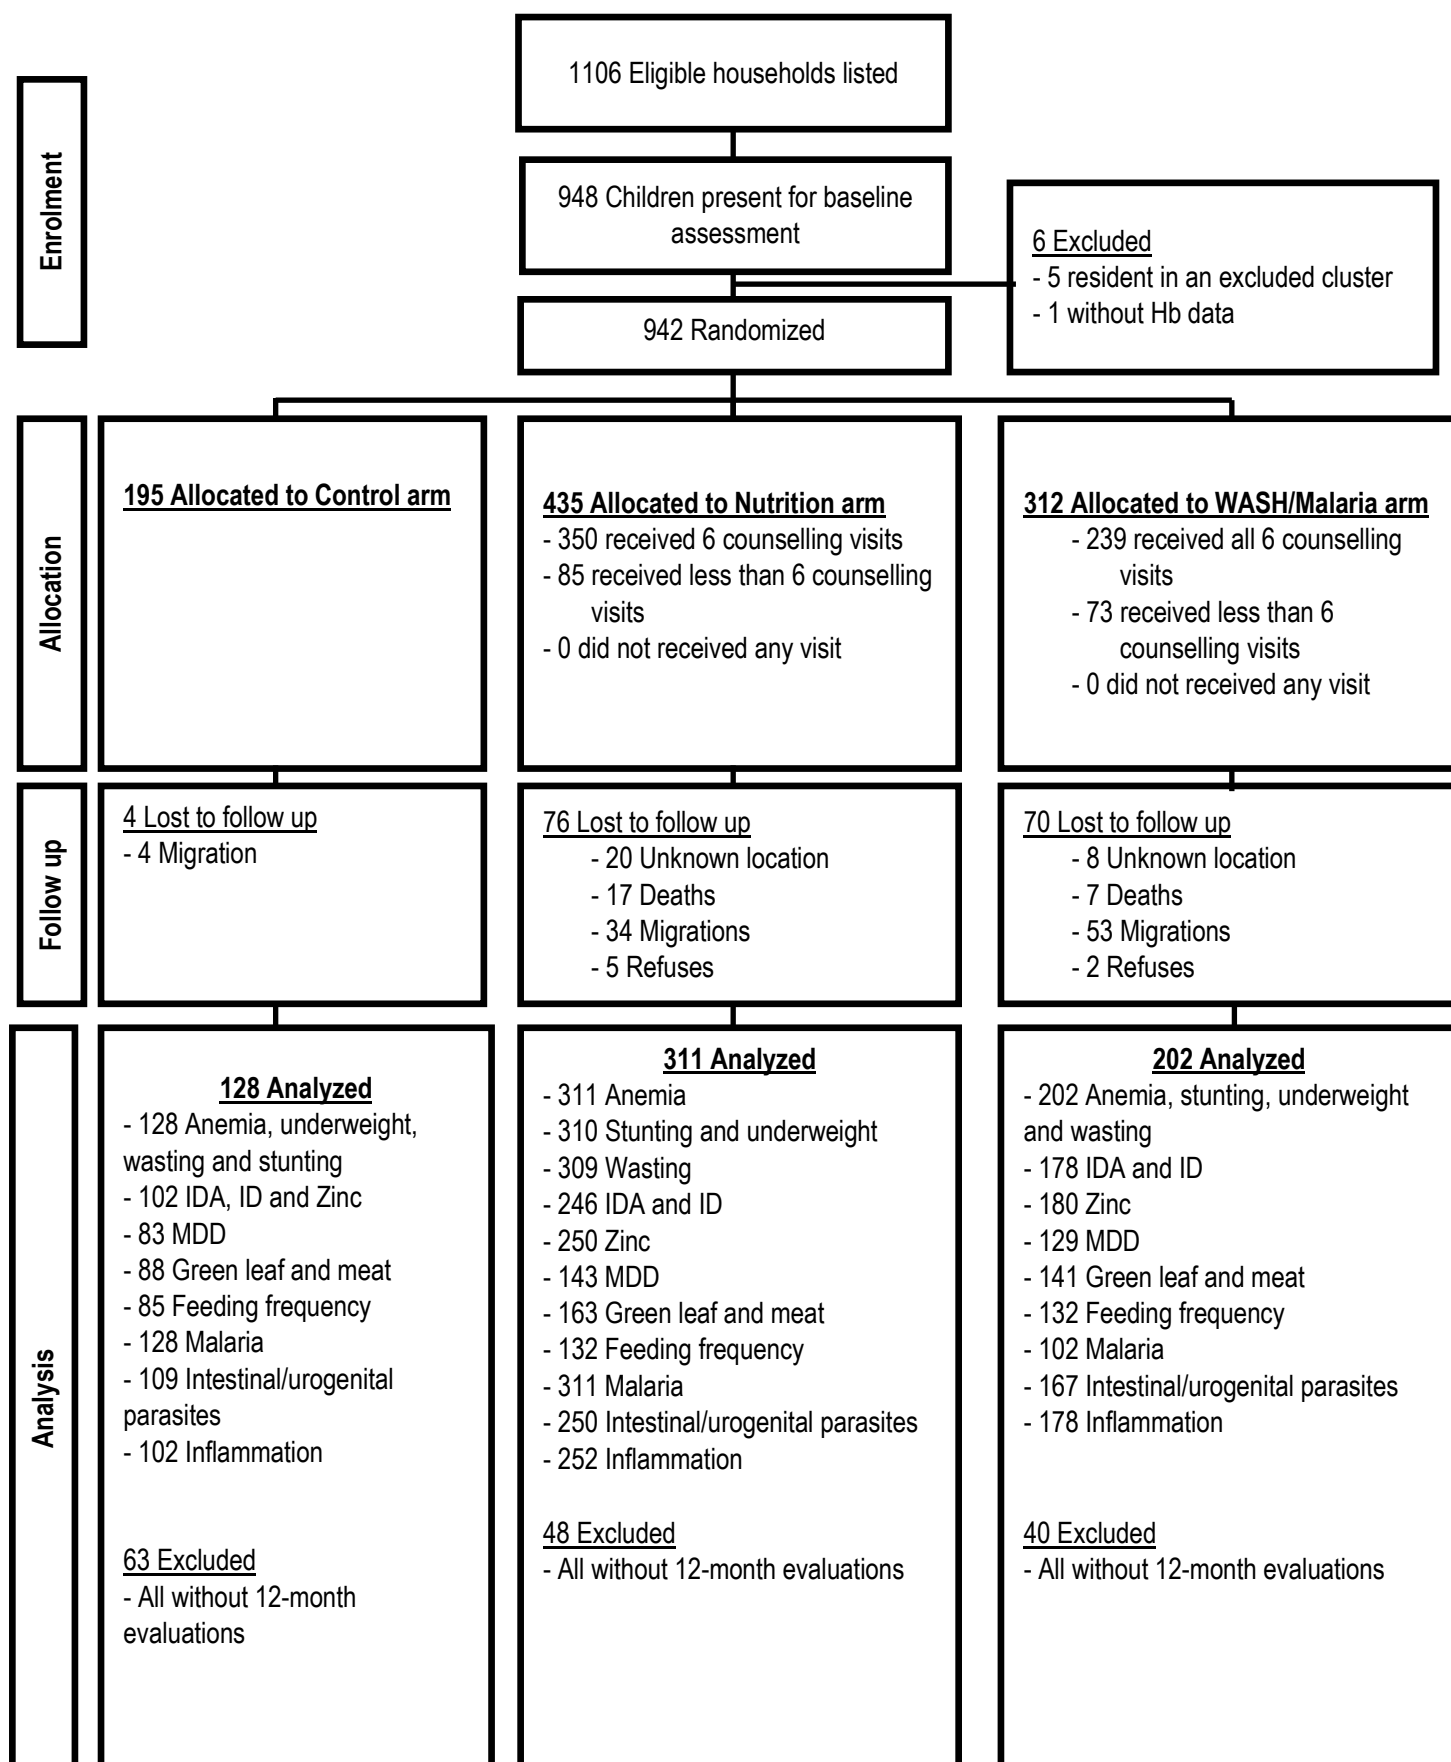 1106 Eligible households listed
Enrolment
948 Children present for baseline
assessment
6 Excluded
- 5 resident in an excluded cluster
- 1 without Hb data
942 Randomized
Allocation
195 Allocated to Control arm
435 Allocated to Nutrition arm
- 350 received 6 counselling visits
- 85 received less than 6 counselling
visits
- 0 did not received any visit
312 Allocated to WASH/Malaria arm
- 239 received all 6 counselling
visits
- 73 received less than 6
counselling visits
- 0 did not received any visit
Follow up
4 Lost to follow up
- 4 Migration
76 Lost to follow up
- 20 Unknown location
- 17 Deaths
- 34 Migrations
- 5 Refuses
70 Lost to follow up
- 8 Unknown location
- 7 Deaths
- 53 Migrations
- 2 Refuses
Analysis
128 Analyzed
- 128 Anemia, underweight,
wasting and stunting
- 102 IDA, ID and Zinc
- 83 MDD
- 88 Green leaf and meat
- 85 Feeding frequency
- 128 Malaria
- 109 Intestinal/urogenital
parasites
- 102 Inflammation
63 Excluded
- All without 12-month
evaluations
311 Analyzed
- 311 Anemia
- 310 Stunting and underweight
- 309 Wasting
- 246 IDA and ID
- 250 Zinc
- 143 MDD
- 163 Green leaf and meat
- 132 Feeding frequency
- 311 Malaria
- 250 Intestinal/urogenital parasites
- 252 Inflammation
48 Excluded
- All without 12-month evaluations
202 Analyzed
- 202 Anemia, stunting, underweight
and wasting
- 178 IDA and ID
- 180 Zinc
- 129 MDD
- 141 Green leaf and meat
- 132 Feeding frequency
- 102 Malaria
- 167 Intestinal/urogenital parasites
- 178 Inflammation
40 Excluded
- All without 12-month evaluations